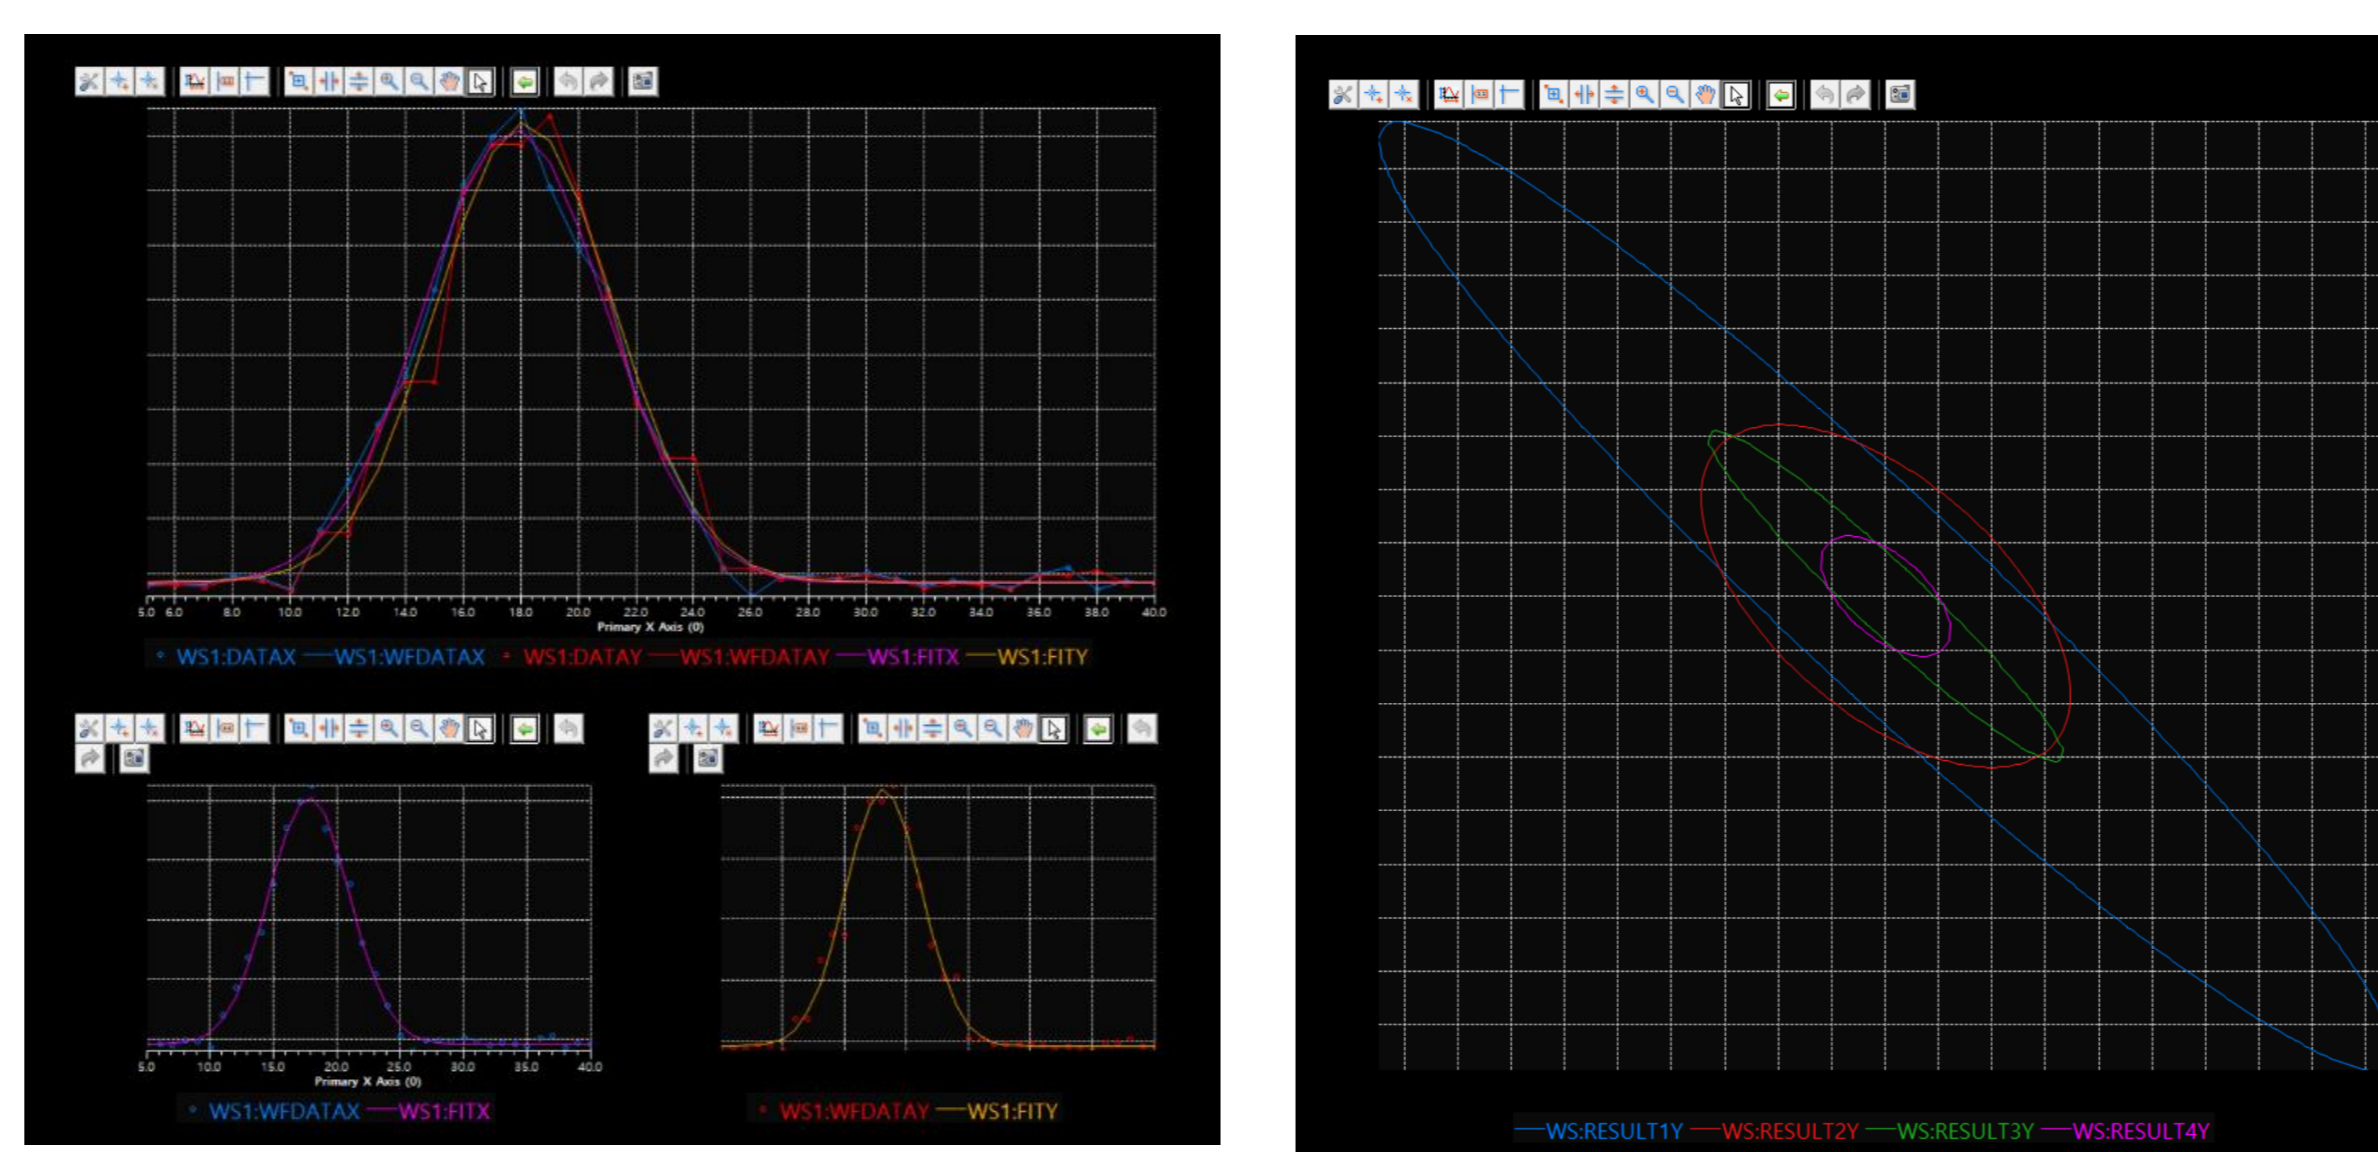 5.0 6.0 8.0 10.0 12.0 14.0 16.0 18.0 20.0 22.0 24.0 26.0 28.0 30.0 32.0 34.0 36.0 38.0 40.0
Primary X Axis (0)
WS1:DATAX WS1:WFDATAX WS1:DATAY WS1:WFDATAY WS1:FITX WS1:FITY
5.0 10.0 15.0 20.0 25.0 30.0 35.0 40.0
Primary X Axis (0)
WS1:WFDATAX WS1:FITX
WS1:WFDATAY WS1:FITY
WS:RESULT1Y WS:RESULT2Y WS:RESULT3Y WS:RESULT4Y